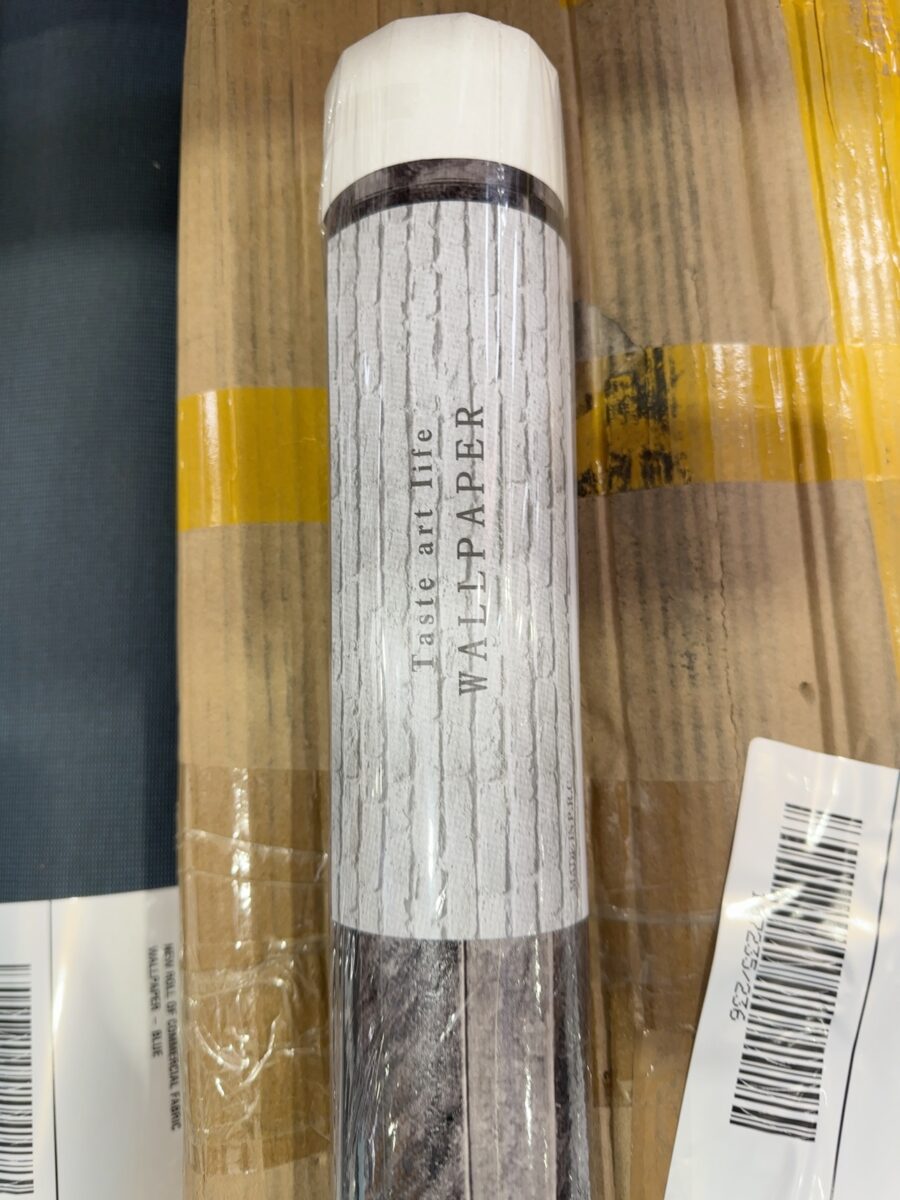 Taste art life
WALLPAPER
MADE IN P.R.C
NEW ROLL OF COMMERCIAL FABRIC
WALLPAPER - BLUE